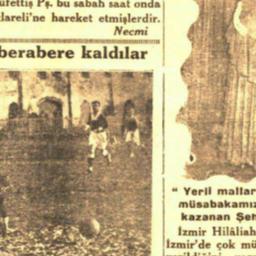 üfettiş Pş. bu sabah saat onda
lareli'ne hareket etmişlerdir.
Necmi
berabere kaldılar
" Yerli mallar
müsabakamız
kazanan Şeh
İzmir Hilâliah
İzmir'de çok mü